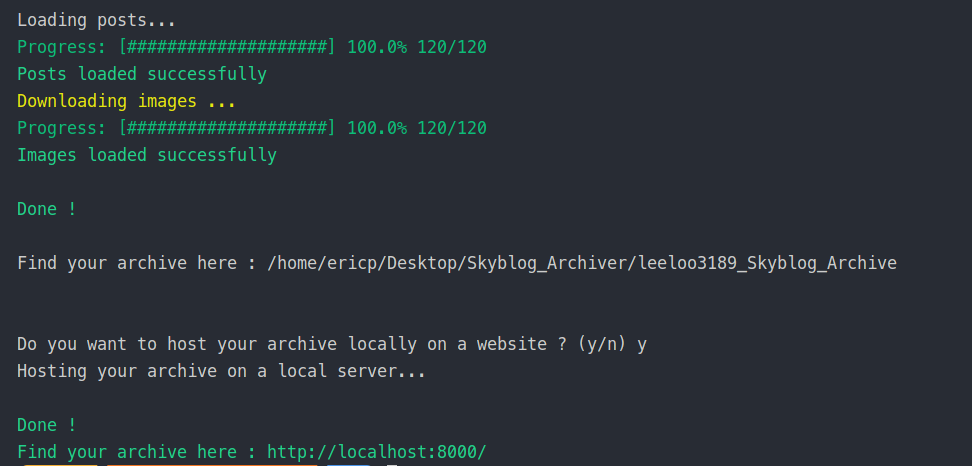 Loading posts...
Progress: [####################] 100.0% 120/120
Posts loaded successfully
Downloading images ...
Progress: [####################] 100.0% 120/120
Images loaded successfully
Done !
Find your archive here : /home/ericp/Desktop/Skyblog_Archiver/leeloo3189_Skyblog_Archive
Do you want to host your archive locally on a website ? (y/n) y
Hosting your archive on a local server...
Done !
Find your archive here : http://localhost:8000/